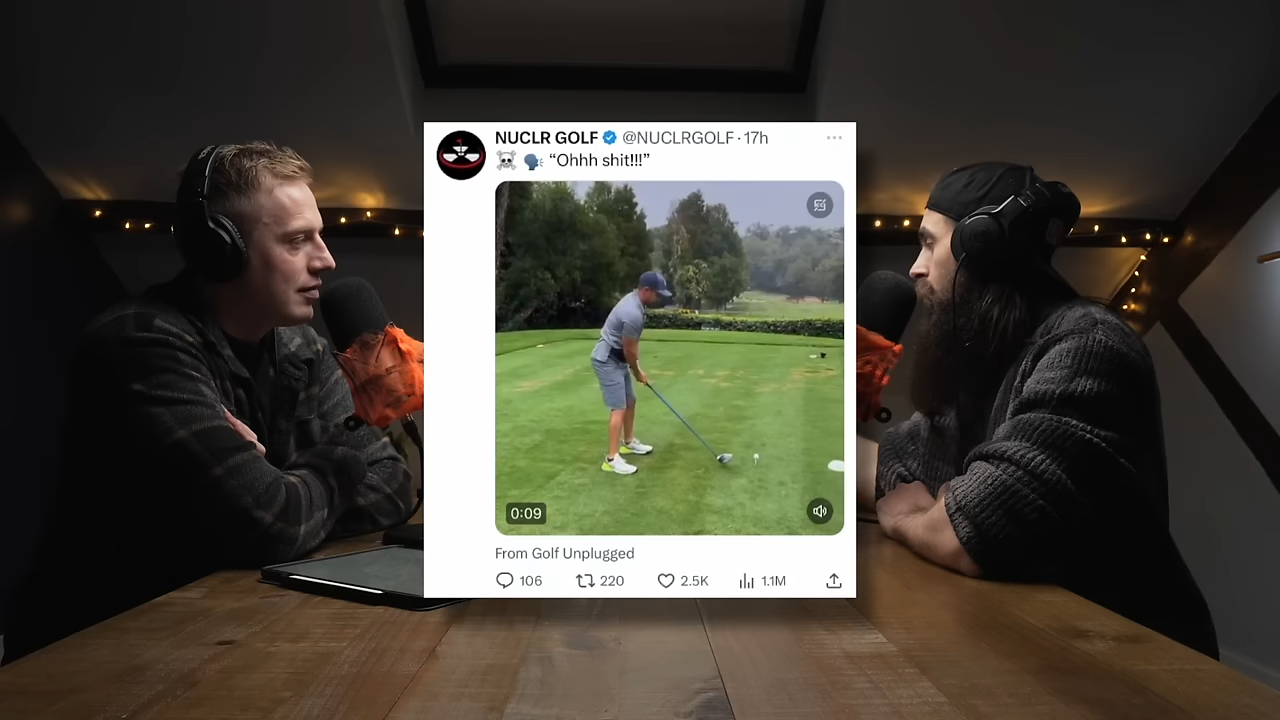 NUCLR GOLF @NUCLRGOLF · 17h
☠️ 🗣️ “Ohhh shit!!!”
0:09
From Golf Unplugged
106 220 2.5K 1.1M